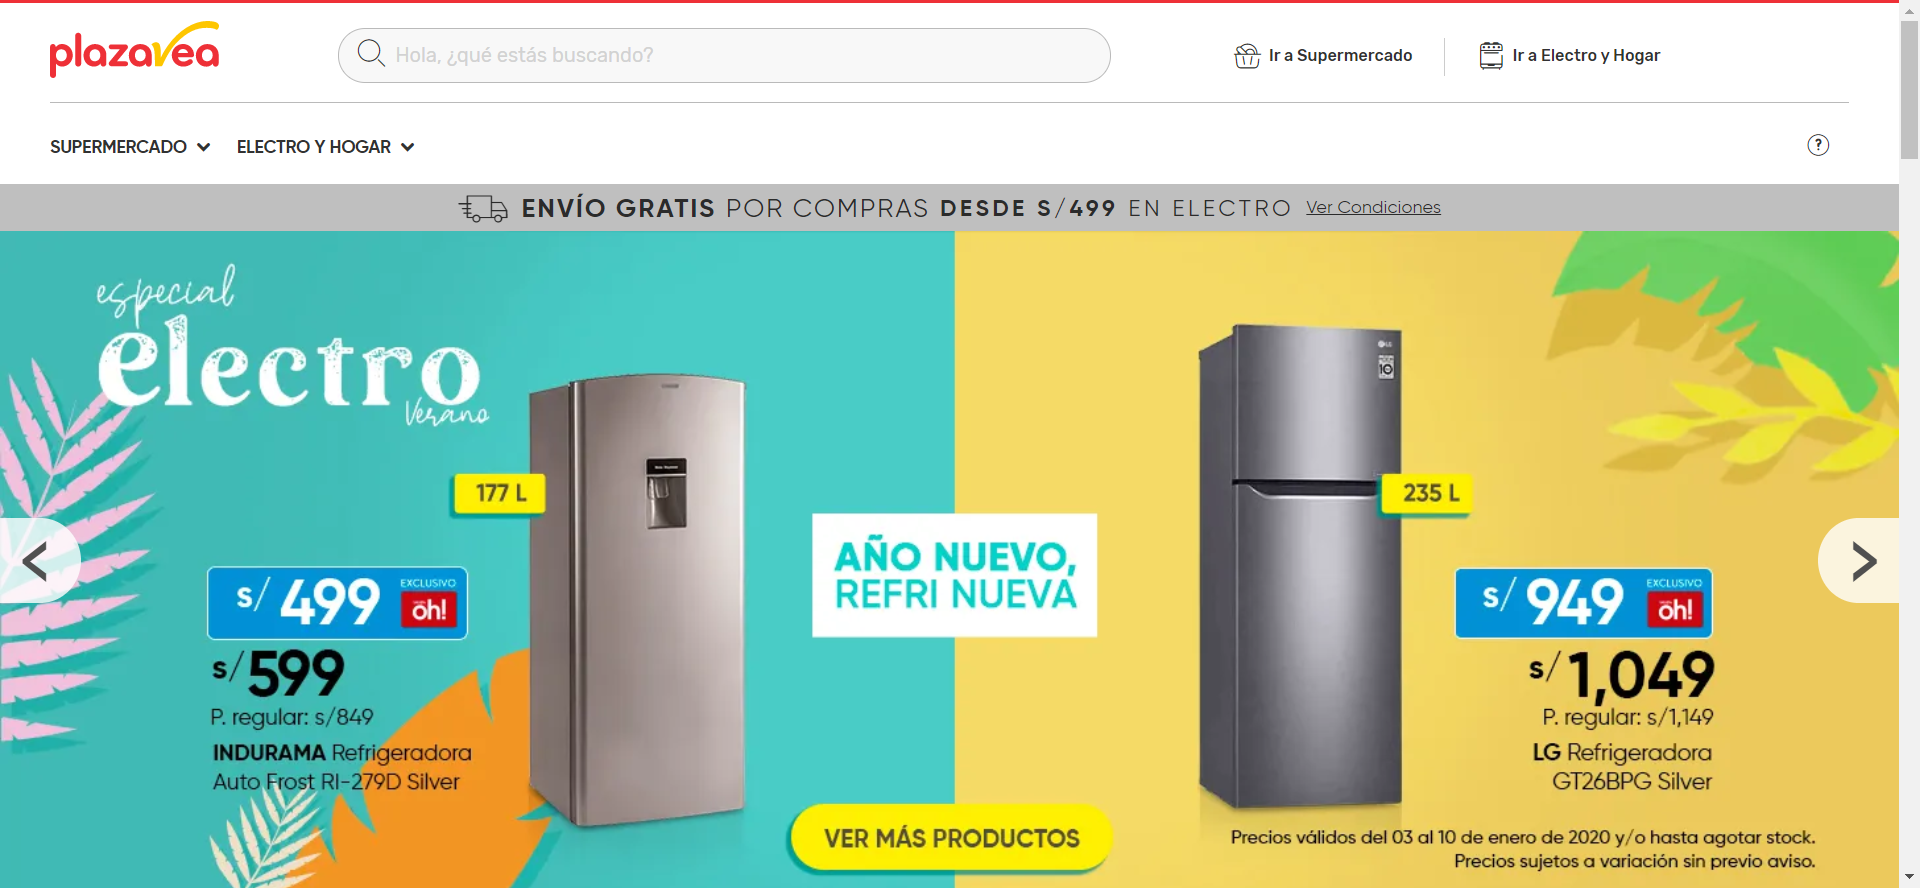 plazavea
Hola, ¿qué estás buscando?
Ir a Supermercado
Ir a Electro y Hogar
SUPERMERCADO
ELECTRO Y HOGAR
?
ENVÍO GRATIS POR COMPRAS DESDE S/499 EN ELECTRO Ver Condiciones
especial
electro
Verano
177 L
S/ 499 EXCLUSIVO
oh!
S/ 599
P. regular: s/849
INDURAMA Refrigeradora
Auto Frost RI-279D Silver
AÑO NUEVO,
REFRI NUEVA
VER MÁS PRODUCTOS
LG
10
235 L
S/ 949 EXCLUSIVO
oh!
S/ 1,049
P. regular: s/1,149
LG Refrigeradora
GT26BPG Silver
Precios válidos del 03 al 10 de enero de 2020 y/o hasta agotar stock.
Precios sujetos a variación sin previo aviso.